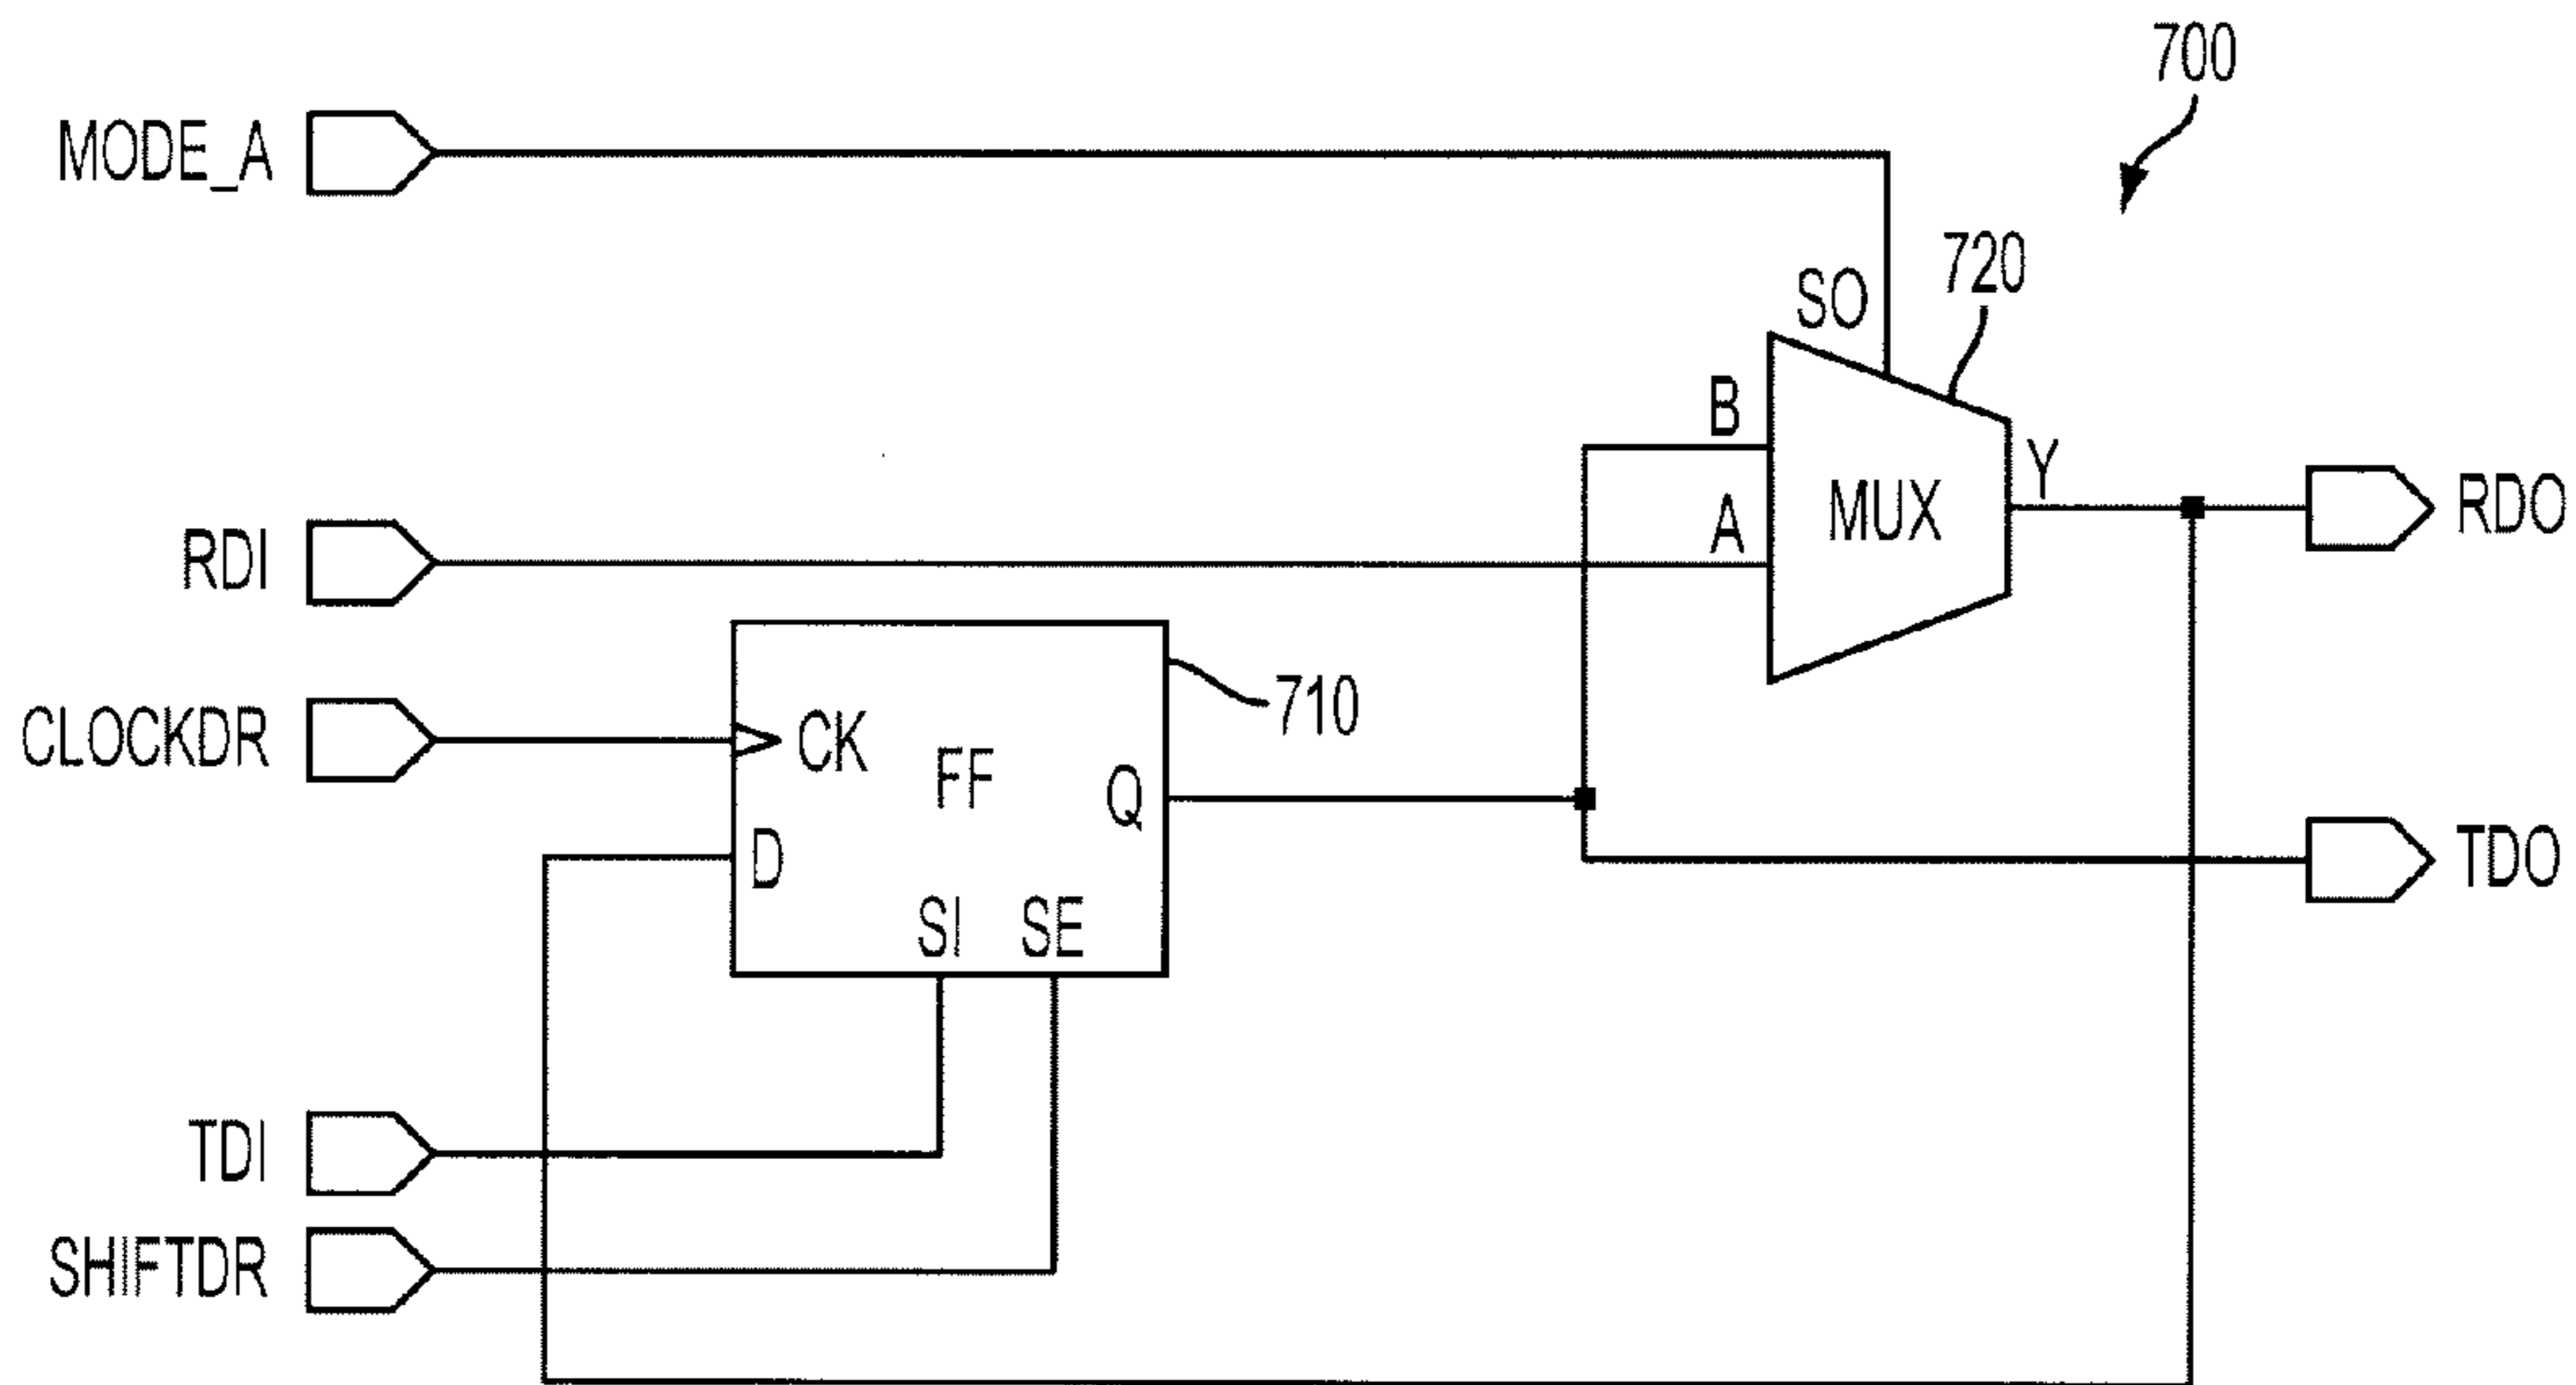 700
MODE_A
720
SO
B
Y
RDI
A
MUX
RDO
710
CLOCKDR
CK
FF
Q
D
TDO
SI
SE
TDI
SHIFTDR